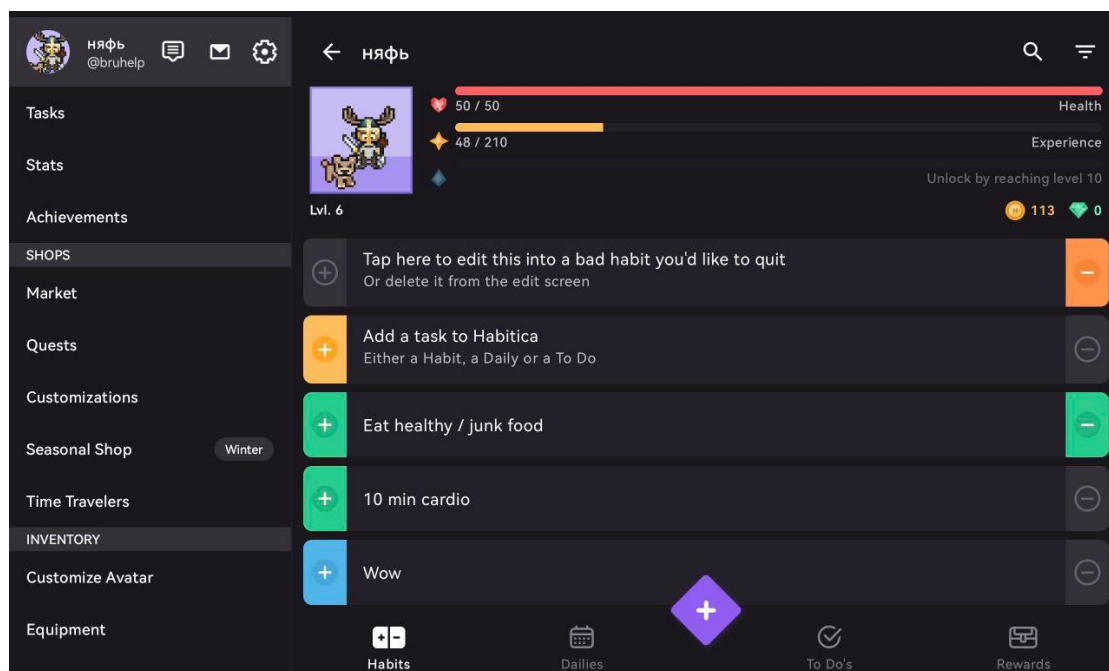 няфь
@bruhelp
Tasks
Stats
Achievements
SHOPS
Market
Quests
Customizations
Seasonal Shop Winter
Time Travelers
INVENTORY
Customize Avatar
Equipment
няфь
50 / 50 Health
48 / 210 Experience
Unlock by reaching level 10
Lvl. 6 113 0
Tap here to edit this into a bad habit you'd like to quit
Or delete it from the edit screen
Add a task to Habitica
Either a Habit, a Daily or a To Do
Eat healthy / junk food
10 min cardio
Wow
Habits Dailies To Do's Rewards